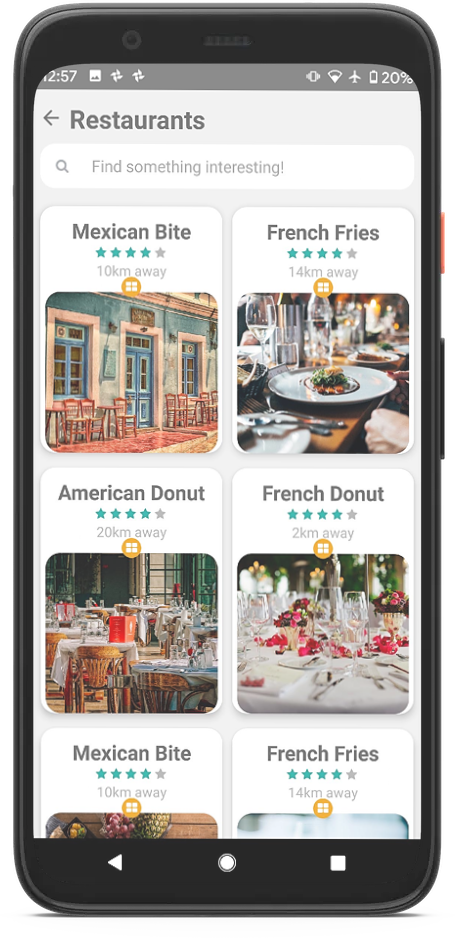 12:57
20%
Restaurants
Find something interesting!
Mexican Bite
10km away
French Fries
14km away
American Donut
20km away
French Donut
2km away
Mexican Bite
10km away
French Fries
14km away